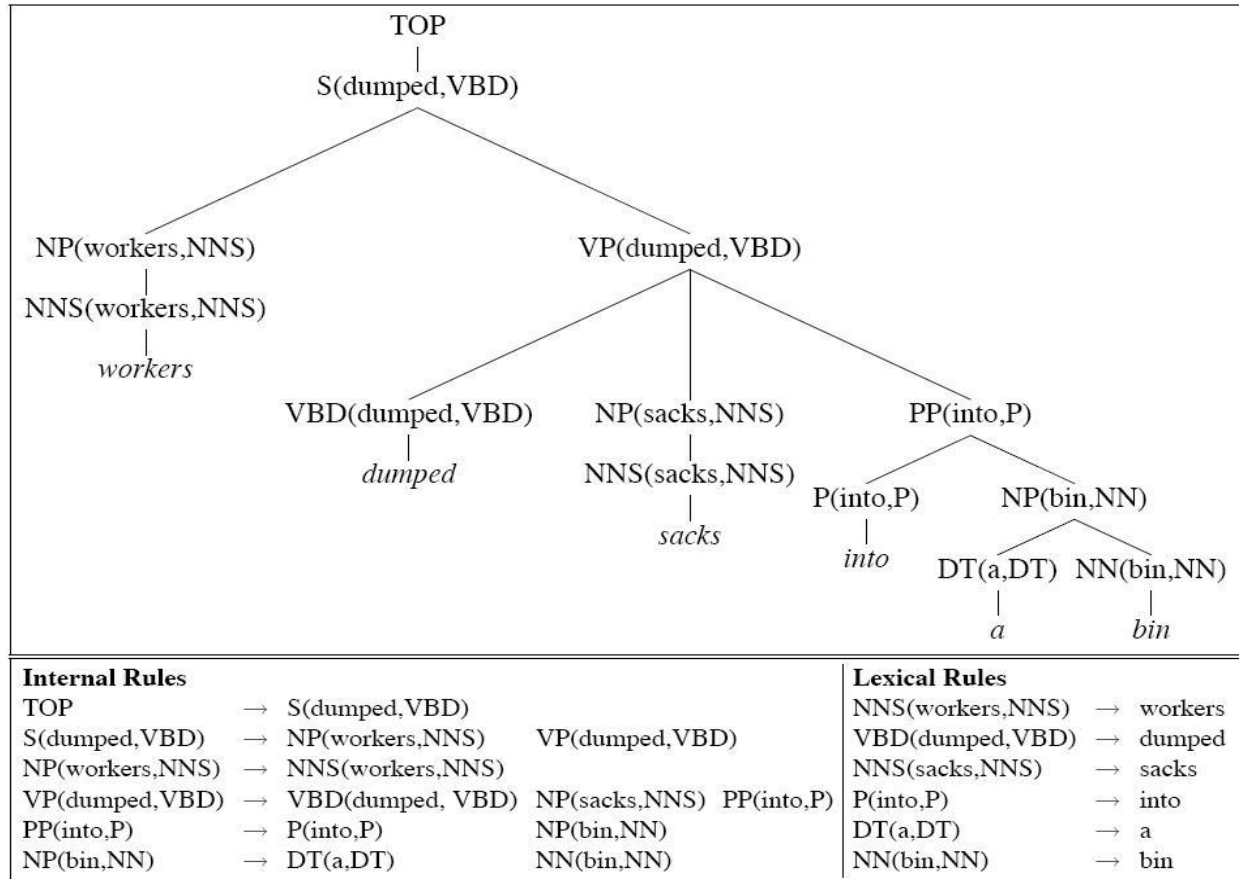 TOP
S(dumped,VBD)
NP(workers,NNS) VP(dumped,VBD)
NNS(workers,NNS)
workers
VBD(dumped,VBD) NP(sacks,NNS) PP(into,P)
dumped NNS(sacks,NNS) P(into,P) NP(bin,NN)
sacks into DT(a,DT) NN(bin,NN)
a bin
Internal Rules Lexical Rules
TOP → S(dumped,VBD) NNS(workers,NNS) → workers
S(dumped,VBD) → NP(workers,NNS) VP(dumped,VBD) VBD(dumped,VBD) → dumped
NP(workers,NNS) → NNS(workers,NNS) NNS(sacks,NNS) → sacks
VP(dumped,VBD) → VBD(dumped, VBD) NP(sacks,NNS) PP(into,P) P(into,P) → into
PP(into,P) → P(into,P) NP(bin,NN) DT(a,DT) → a
NP(bin,NN) → DT(a,DT) NN(bin,NN) NN(bin,NN) → bin